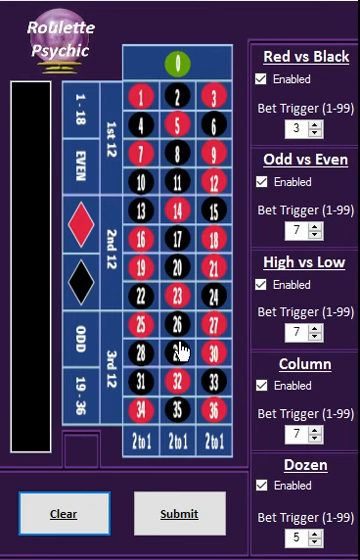 Roulette
Psychic
0
1 2 3
4 5 6
7 8 9
10 11 12
13 14 15
16 17 18
19 20 21
22 23 24
25 26 27
28 30
31 32 33
34 35 36
2 to 1 2 to 1 2 to 1
1st 12
2nd 12
3rd 12
1 - 18
EVEN
ODD
19 - 36
Clear
Submit
Red vs Black
Enabled
Bet Trigger (1-99)
3
Odd vs Even
Enabled
Bet Trigger (1-99)
7
High vs Low
Enabled
Bet Trigger (1-99)
7
Column
Enabled
Bet Trigger (1-99)
7
Dozen
Enabled
Bet Trigger (1-99)
5